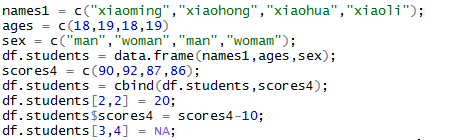 names1 = c("xiaoming","xiaohong","xiaohua","xiaoli");
ages = c(18,19,18,19)
sex = c("man","woman","man","womam");
df.students = data.frame(names1,ages,sex);
scores4 = c(90,92,87,86);
df.students = cbind(df.students,scores4);
df.students[2,2] = 20;
df.students$scores4 = scores4-10;
df.students[3,4] = NA;